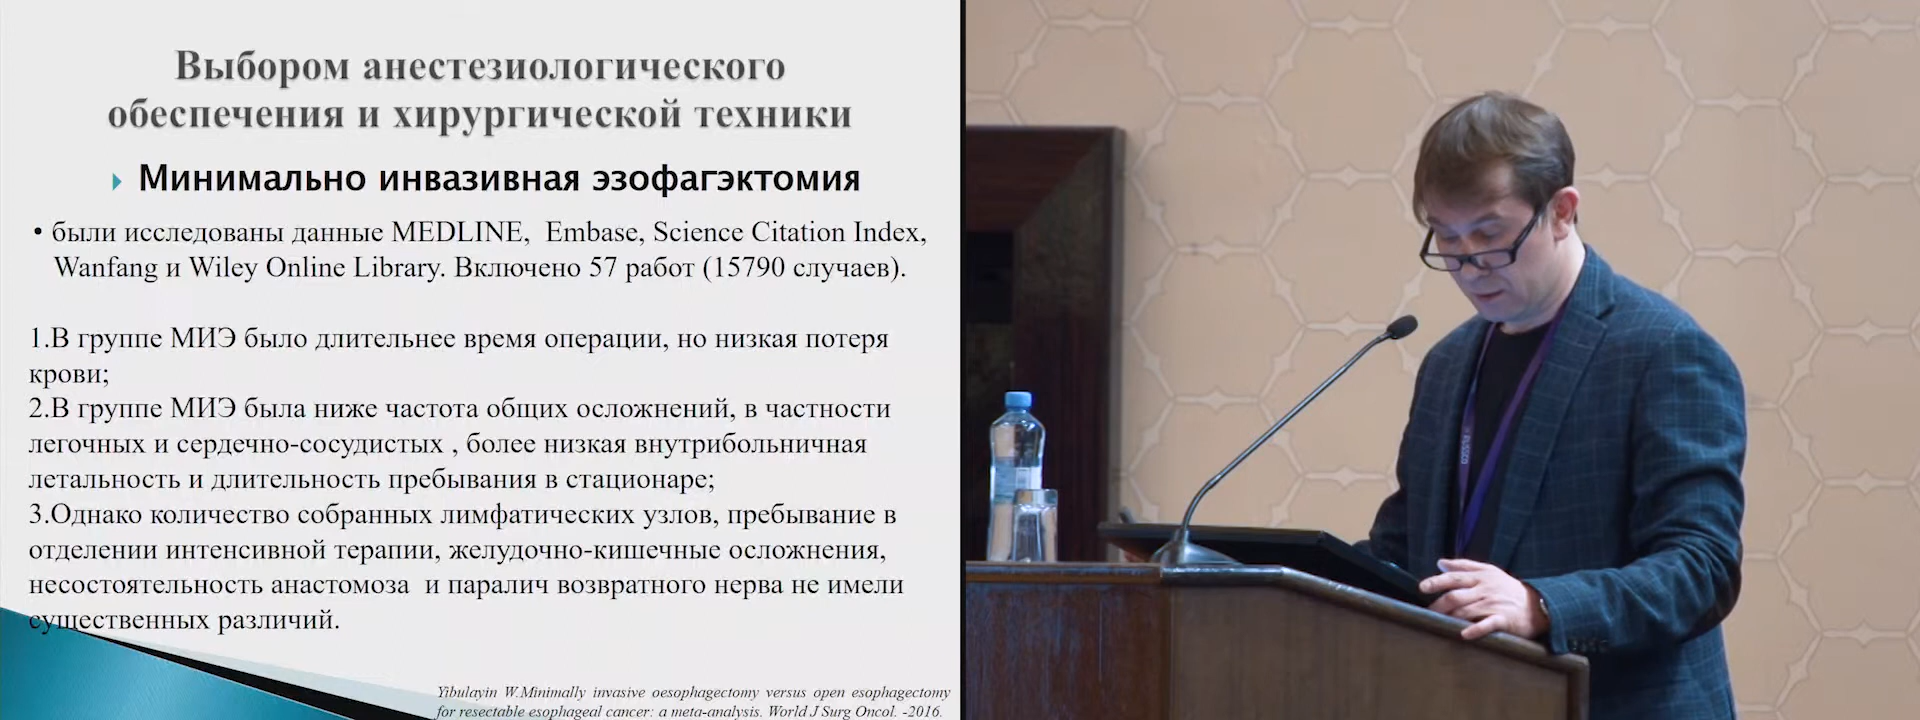 Выбором анестезиологического
обеспечения и хирургической техники
Минимально инвазивная эзофагэктомия
• были исследованы данные MEDLINE, Embase, Science Citation Index,
Wanfang и Wiley Online Library. Включено 57 работ (15790 случаев).
1.В группе МИЭ было длительнее время операции, но низкая потеря
крови;
2.В группе МИЭ была ниже частота общих осложнений, в частности
легочных и сердечно-сосудистых , более низкая внутрибольничная
летальность и длительность пребывания в стационаре;
3.Однако количество собранных лимфатических узлов, пребывание в
отделении интенсивной терапии, желудочно-кишечные осложнения,
несостоятельность анастомоза и паралич возвратного нерва не имели
существенных различий.
Yibulayin W.Minimally invasive oesophagectomy versus open esophagectomy
for resectable esophageal cancer: a meta-analysis. World J Surg Oncol. -2016.